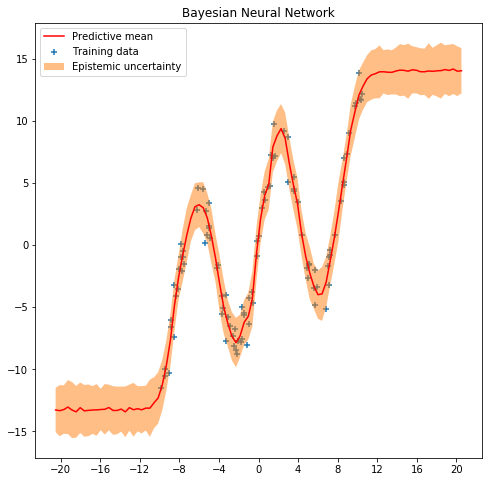 Bayesian Neural Network
Predictive mean
Training data
Epistemic uncertainty
15
10
5
0
−5
−10
−15
−20 −16 −12 −8 −4 0 4 8 12 16 20